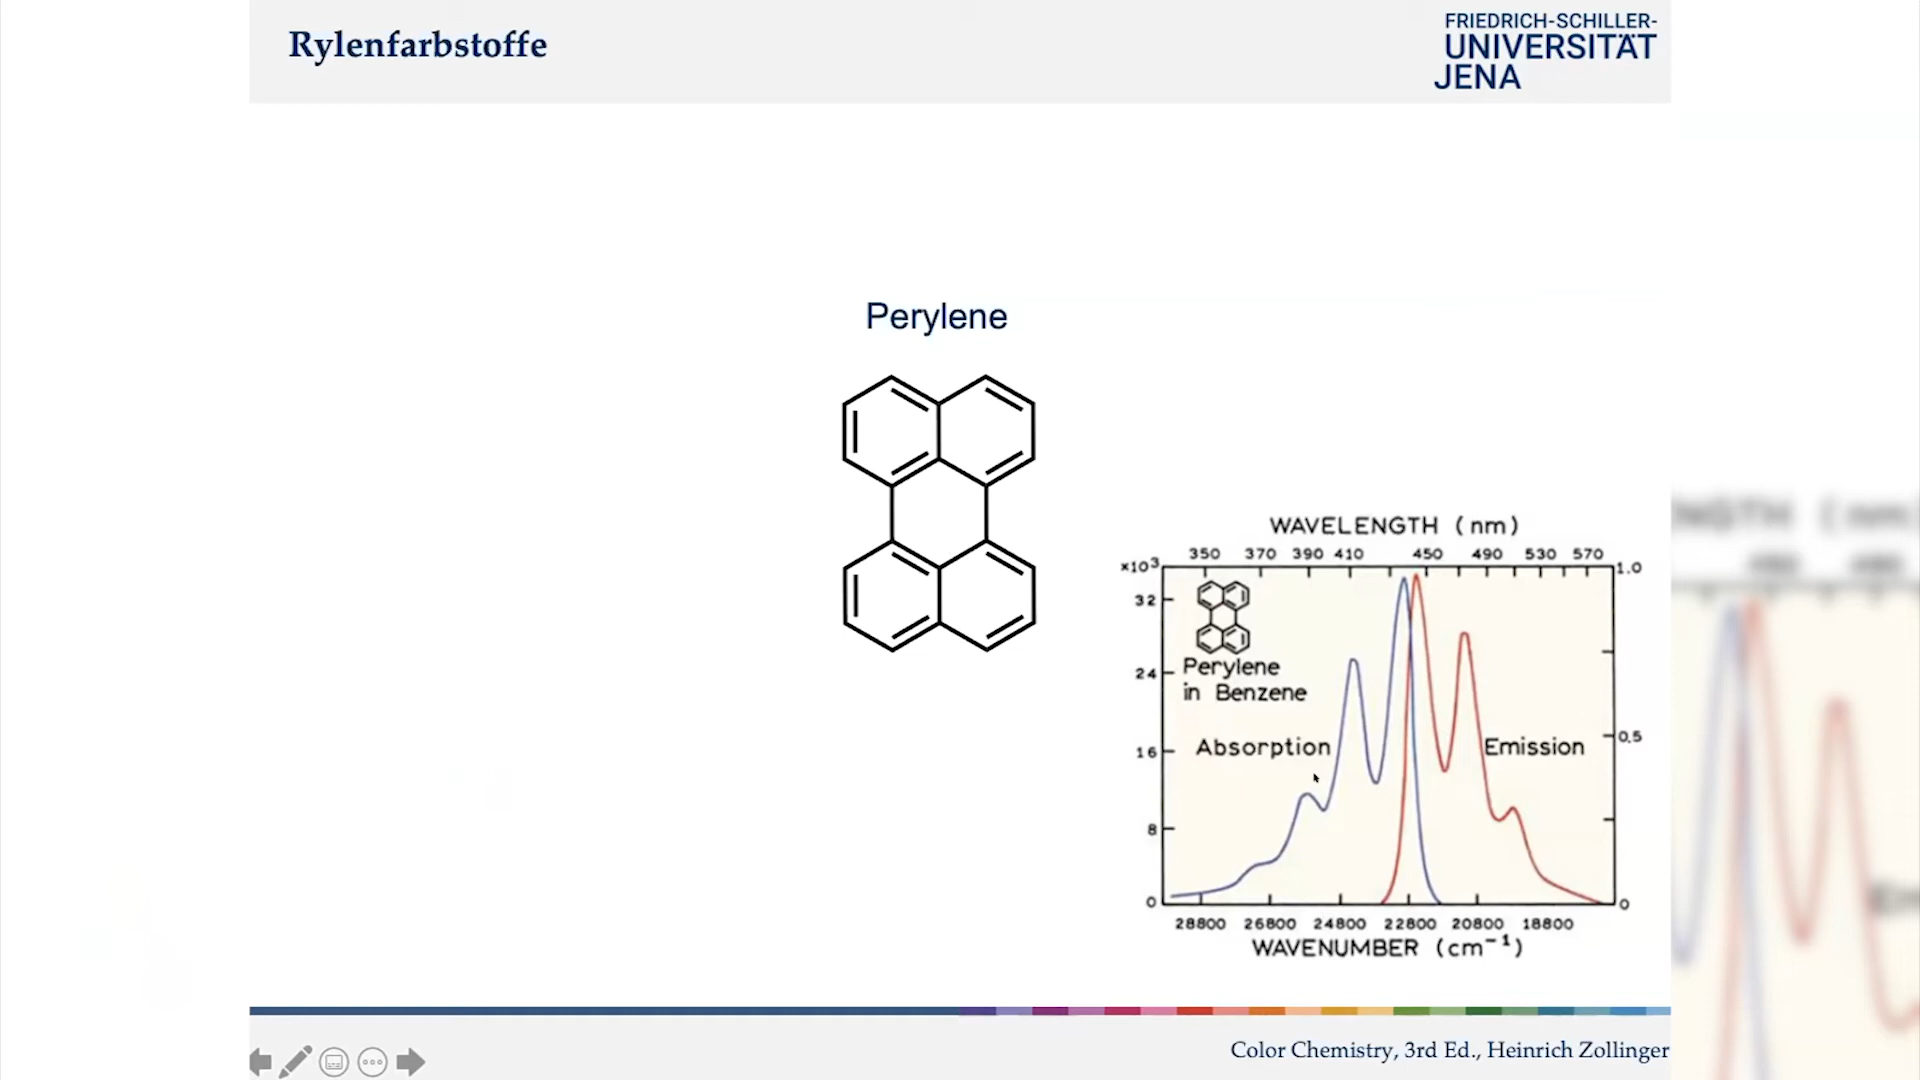 Rylenfarbstoffe
FRIEDRICH-SCHILLER-
UNIVERSITÄT
JENA
Perylene
WAVELENGTH (nm)
350 370 390 410 450 490 530 570
×10³
32
24
16
8
0
1.0
0.5
0
Perylene
in Benzene
Absorption
Emission
28800 26800 24800 22800 20800 18800
WAVENUMBER (cm⁻¹)
Color Chemistry, 3rd Ed., Heinrich Zollinger